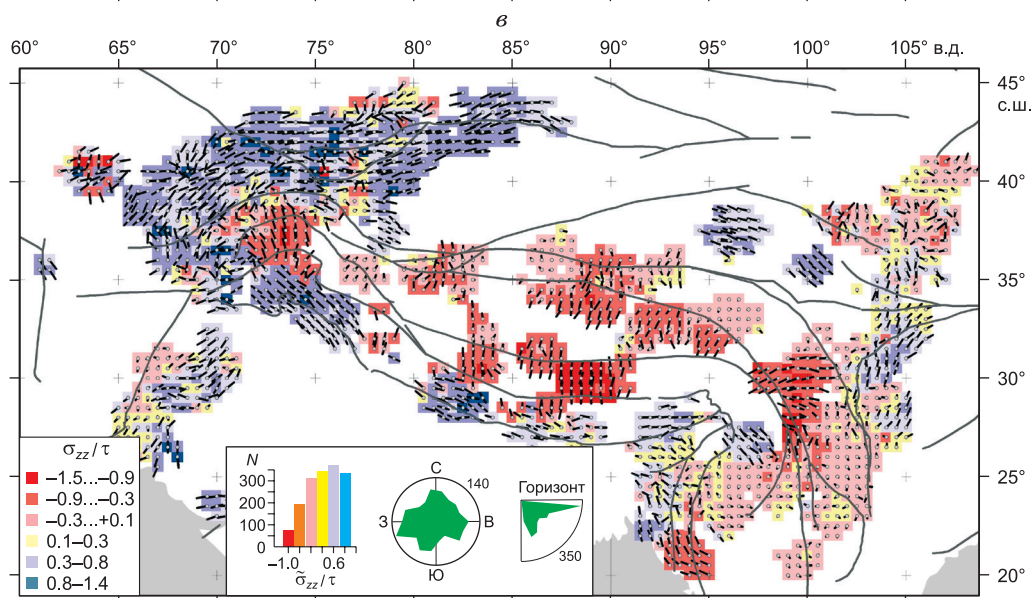 в
60° 65° 70° 75° 80° 85° 90° 95° 100° 105° в.д.
45°
с.ш.
40°
35°
30°
25°
20°
σzz/τ
−1.5...−0.9
−0.9...−0.3
−0.3...+0.1
0.1–0.3
0.3–0.8
0.8–1.4
N
300
200
100
0
−1.0 0.6
σ̃zz/τ
С
140
З
В
Ю
Горизонт
350